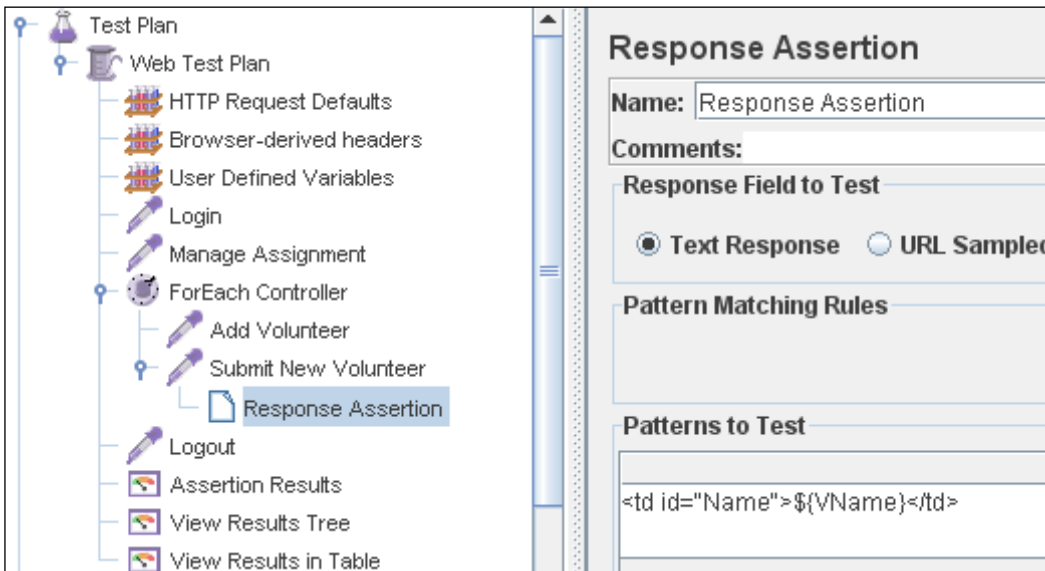 Test Plan
Web Test Plan
HTTP Request Defaults
Browser-derived headers
User Defined Variables
Login
Manage Assignment
ForEach Controller
Add Volunteer
Submit New Volunteer
Response Assertion
Logout
Assertion Results
View Results Tree
View Results in Table
Response Assertion
Name: Response Assertion
Comments:
Response Field to Test
Text Response URL Sampled
Pattern Matching Rules
Patterns to Test
<td id="Name">${VName}</td>